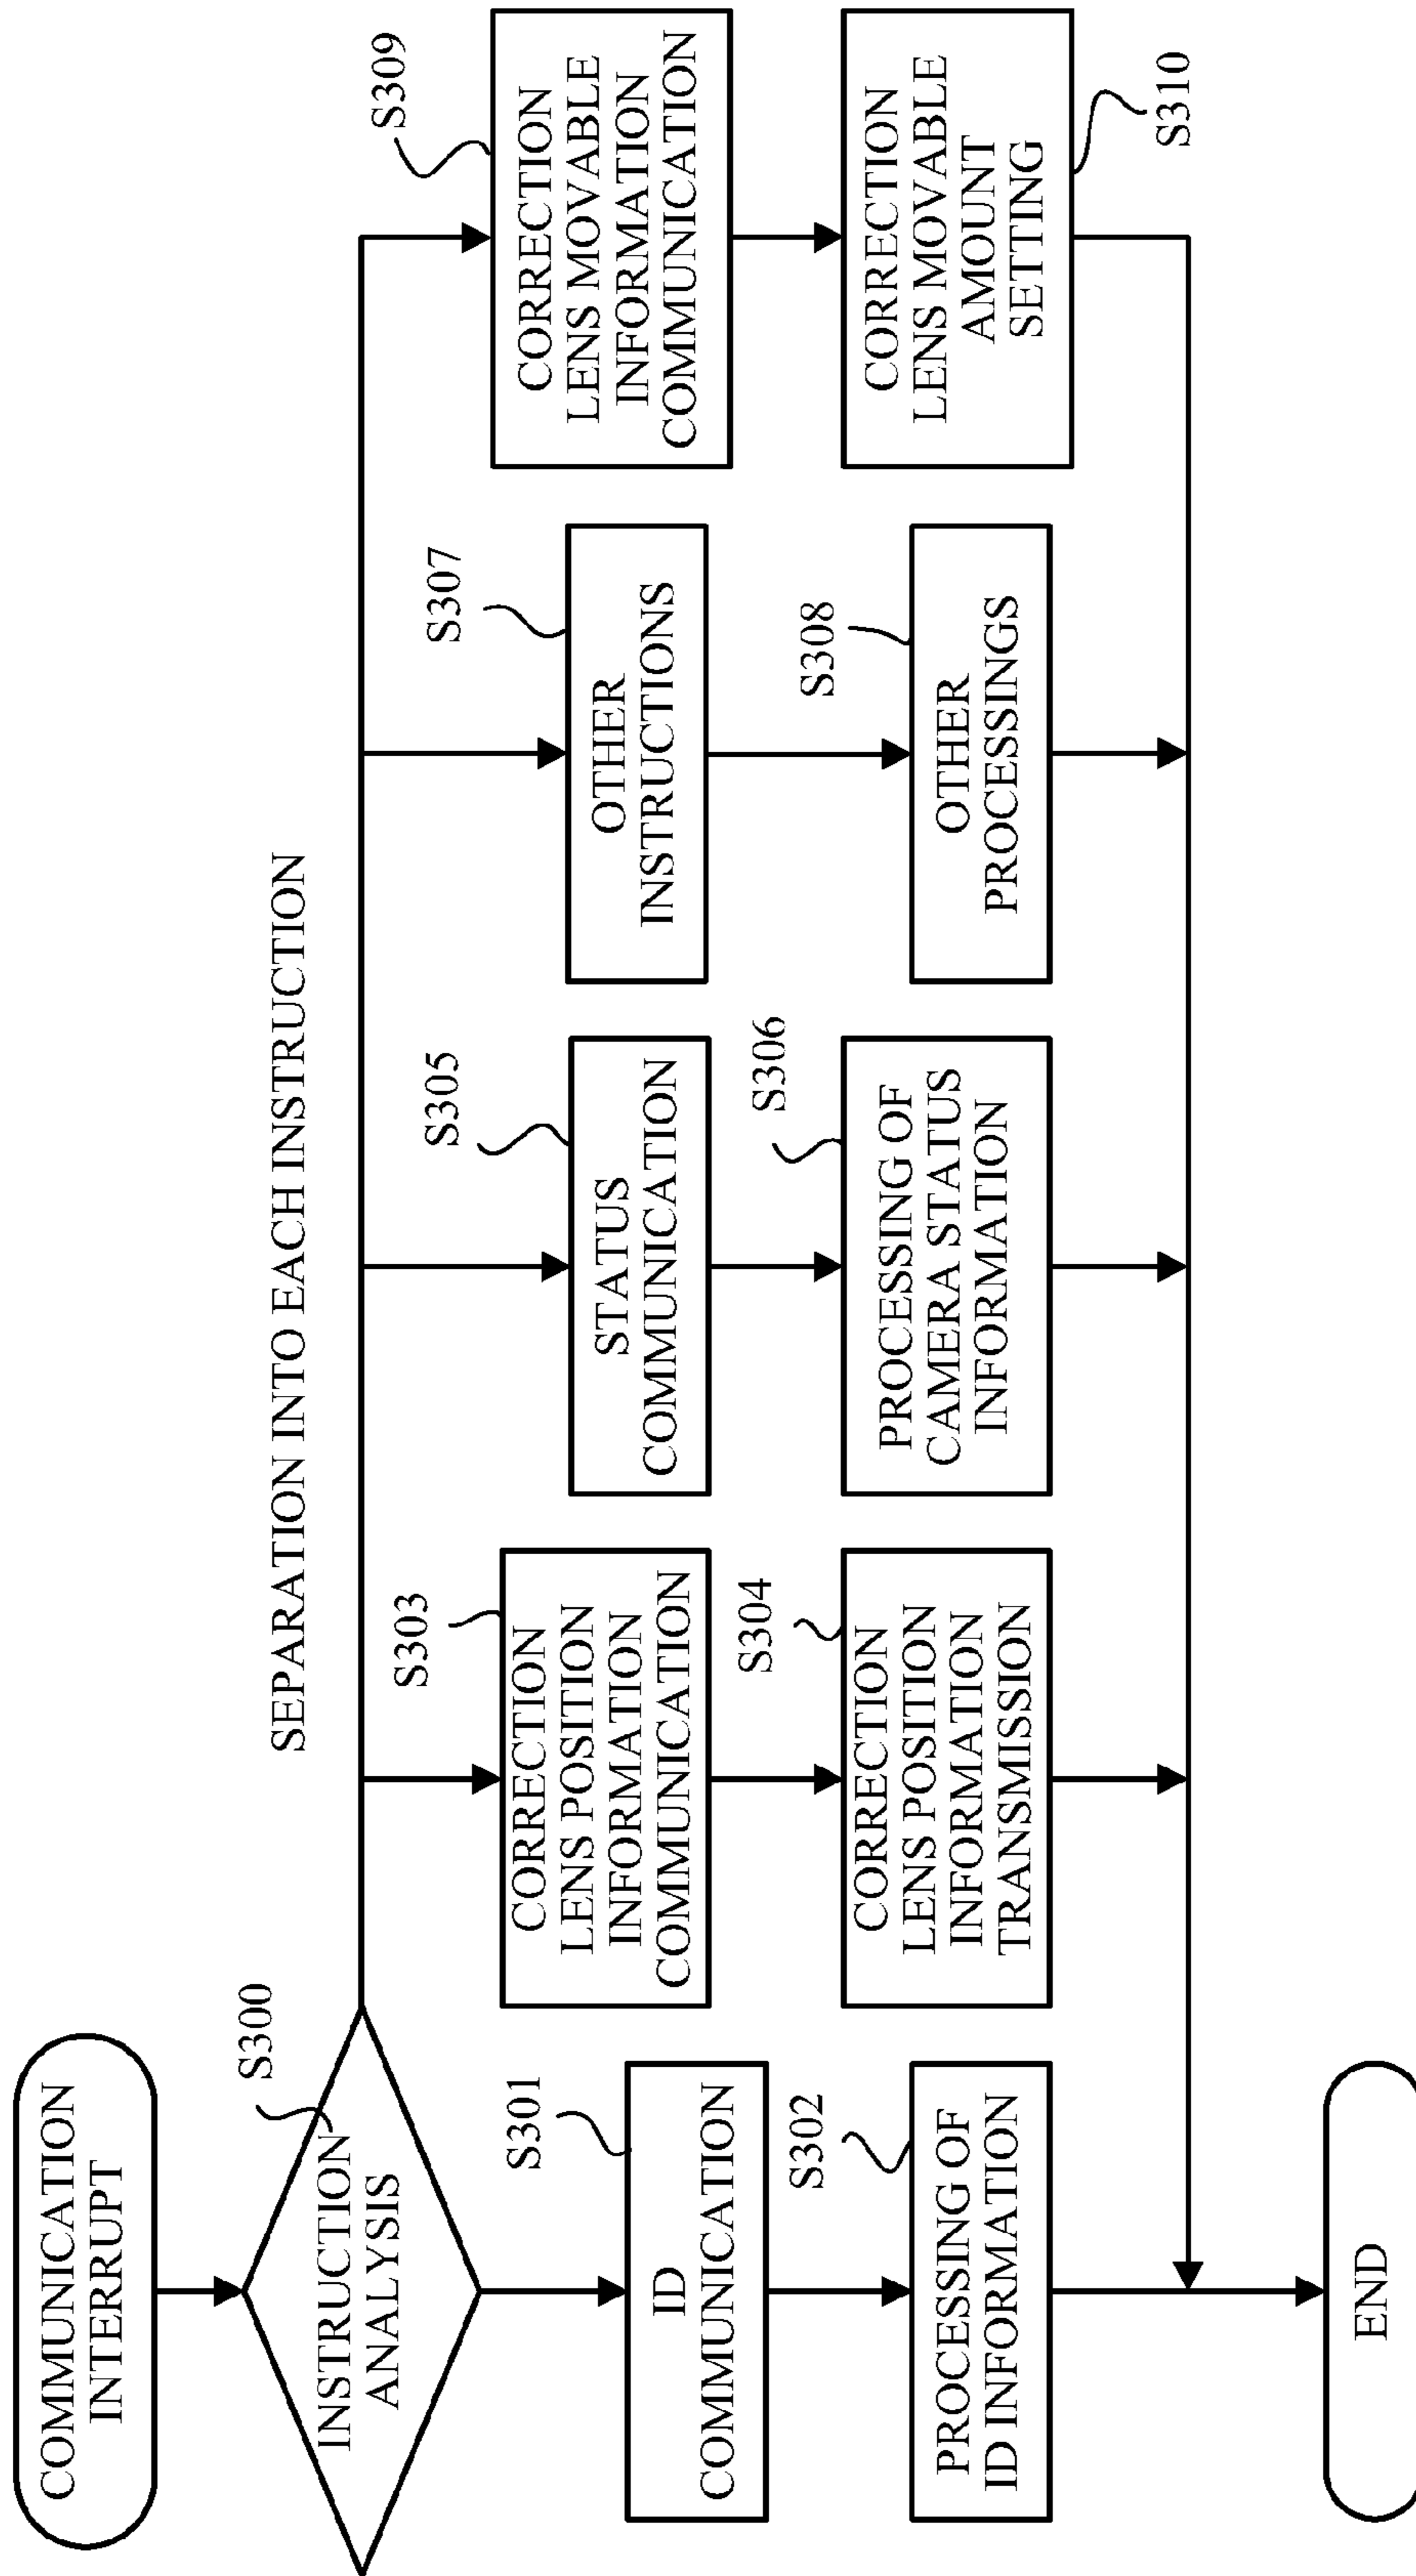 COMMUNICATION
INTERRUPT
S300
INSTRUCTION
ANALYSIS
SEPARATION INTO EACH INSTRUCTION
S301
ID
COMMUNICATION
S302
PROCESSING OF
ID INFORMATION
S303
CORRECTION
LENS POSITION
INFORMATION
COMMUNICATION
S304
CORRECTION
LENS POSITION
INFORMATION
TRANSMISSION
S305
STATUS
COMMUNICATION
S306
PROCESSING OF
CAMERA STATUS
INFORMATION
S307
OTHER
INSTRUCTIONS
S308
OTHER
PROCESSINGS
S309
CORRECTION
LENS MOVABLE
INFORMATION
COMMUNICATION
CORRECTION
LENS MOVABLE
AMOUNT
SETTING
S310
END